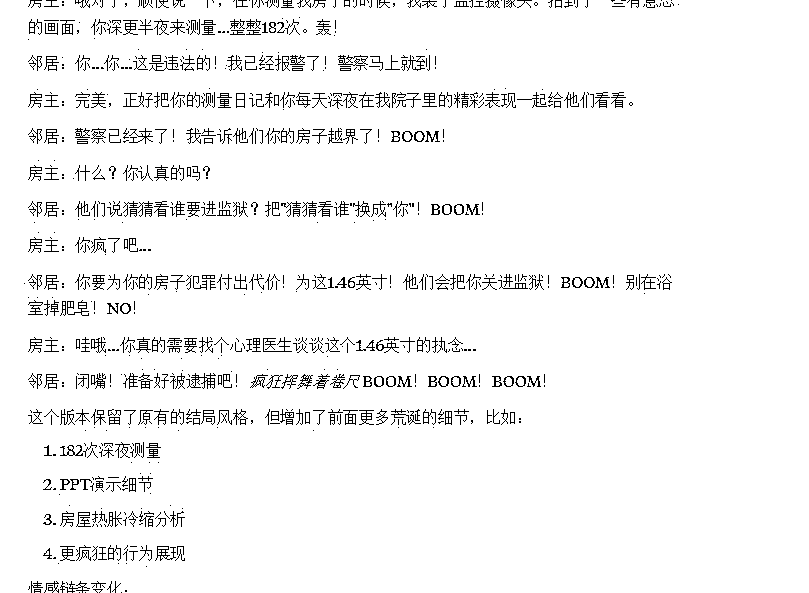 房主：哦对了，顺便说一下，在你测量我房子的时候，我装了监控摄像头。拍到了一些有意思
的画面，你深更半夜来测量...整整182次。轰！
邻居：你...你...这是违法的！我已经报警了！警察马上就到！
房主：完美，正好把你的测量日记和你每天深夜在我院子里的精彩表现一起给他们看看。
邻居：警察已经来了！我告诉他们你的房子越界了！BOOM！
房主：什么？你认真的吗？
邻居：他们说猜猜看谁要进监狱？把"猜猜看谁"换成"你"！BOOM！
房主：你疯了吧...
邻居：你要为你的房子犯罪付出代价！为这1.46英寸！他们会把你关进监狱！BOOM！别在浴
室掉肥皂！NO！
房主：哇哦...你真的需要找个心理医生谈谈这个1.46英寸的执念...
邻居：闭嘴！准备好被逮捕吧！疯狂挥舞着卷尺 BOOM！BOOM！BOOM！
这个版本保留了原有的结局风格，但增加了前面更多荒诞的细节，比如：
1. 182次深夜测量
2. PPT演示细节
3. 房屋热胀冷缩分析
4. 更疯狂的行为展现
情感链条变化：